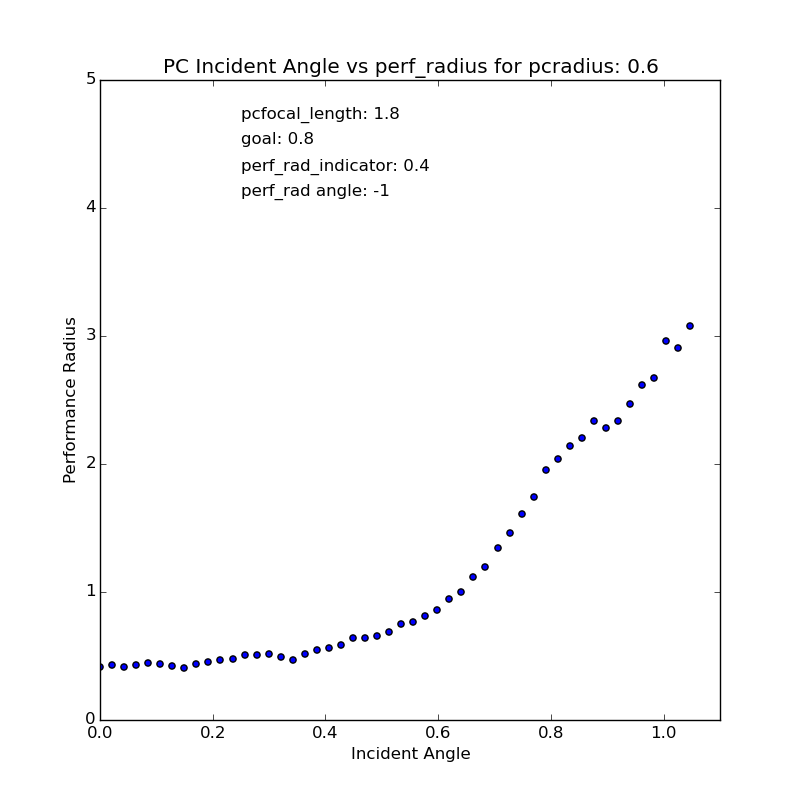 PC Incident Angle vs perf_radius for pcradius: 0.6
5
pcfocal_length: 1.8
goal: 0.8
perf_rad_indicator: 0.4
perf_rad angle: -1
4
3
Performance Radius
2
1
0
0.0 0.2 0.4 0.6 0.8 1.0
Incident Angle